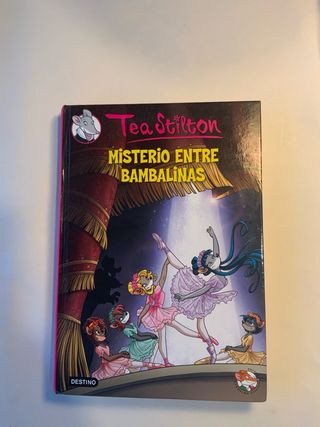 Tea Stilton
MISTERIO ENTRE
BAMBALINAS
DESTINO